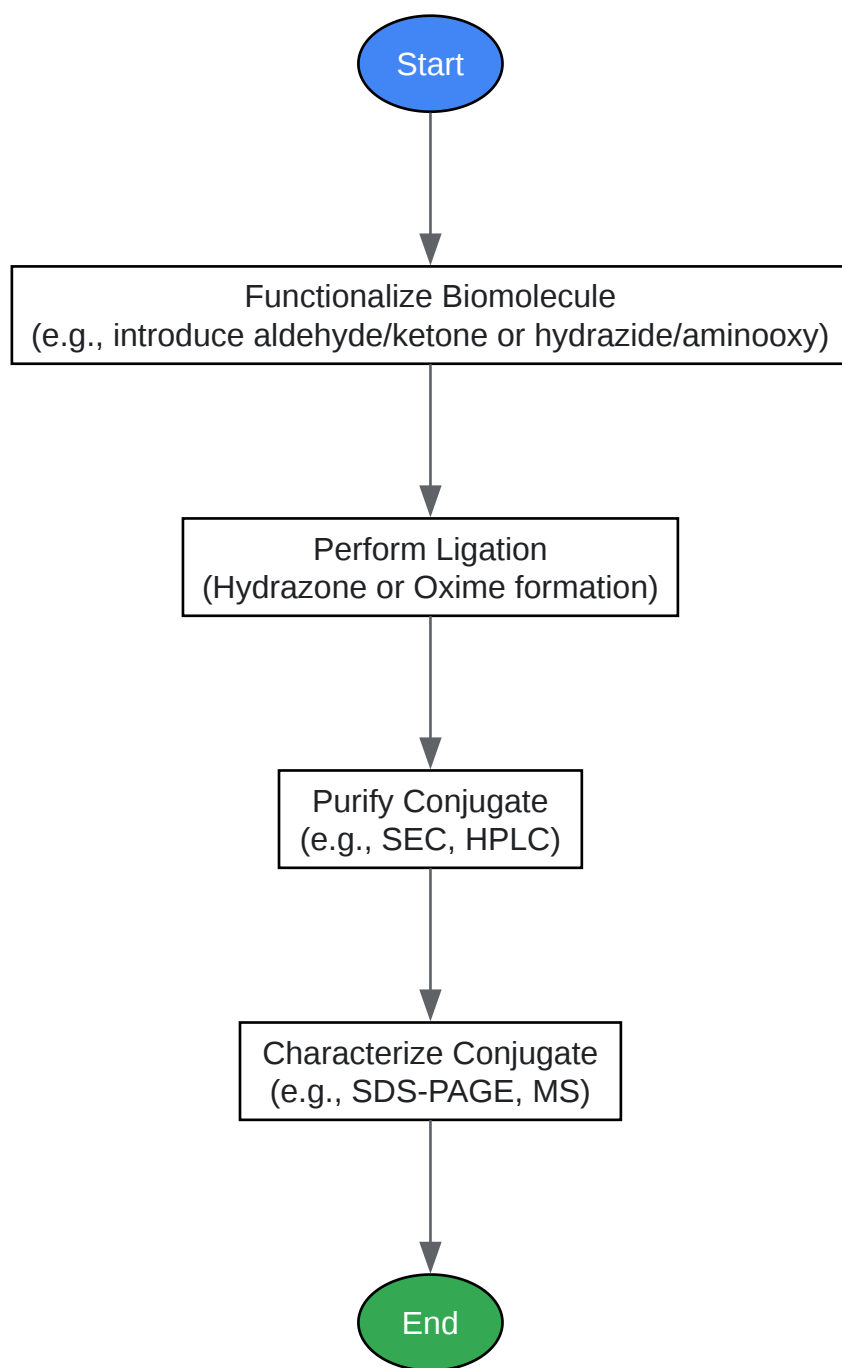 Start
Functionalize Biomolecule
(e.g., introduce aldehyde/ketone or hydrazide/aminooxy)
Perform Ligation
(Hydrazone or Oxime formation)
Purify Conjugate
(e.g., SEC, HPLC)
Characterize Conjugate
(e.g., SDS-PAGE, MS)
End